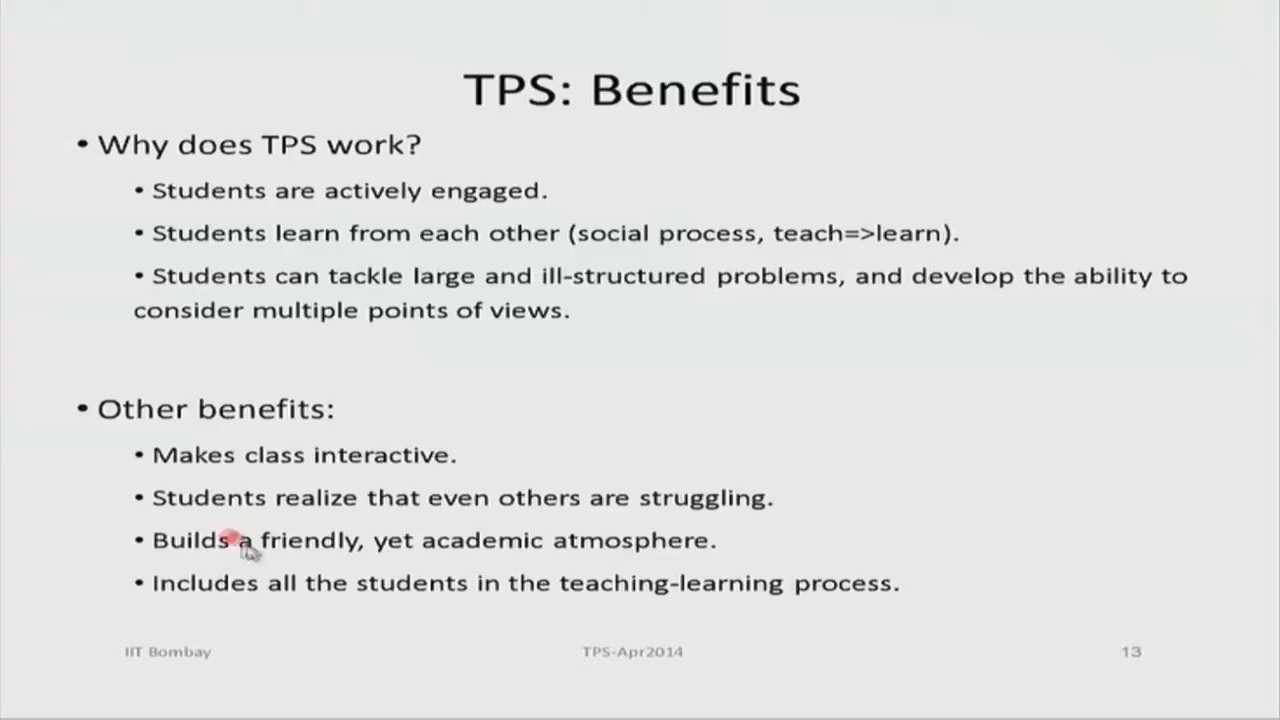 TPS: Benefits
• Why does TPS work?
• Students are actively engaged.
• Students learn from each other (social process, teach=>learn).
• Students can tackle large and ill-structured problems, and develop the ability to
consider multiple points of views.
• Other benefits:
• Makes class interactive.
• Students realize that even others are struggling.
• Builds a friendly, yet academic atmosphere.
• Includes all the students in the teaching-learning process.
IIT Bombay
TPS-Apr2014
13